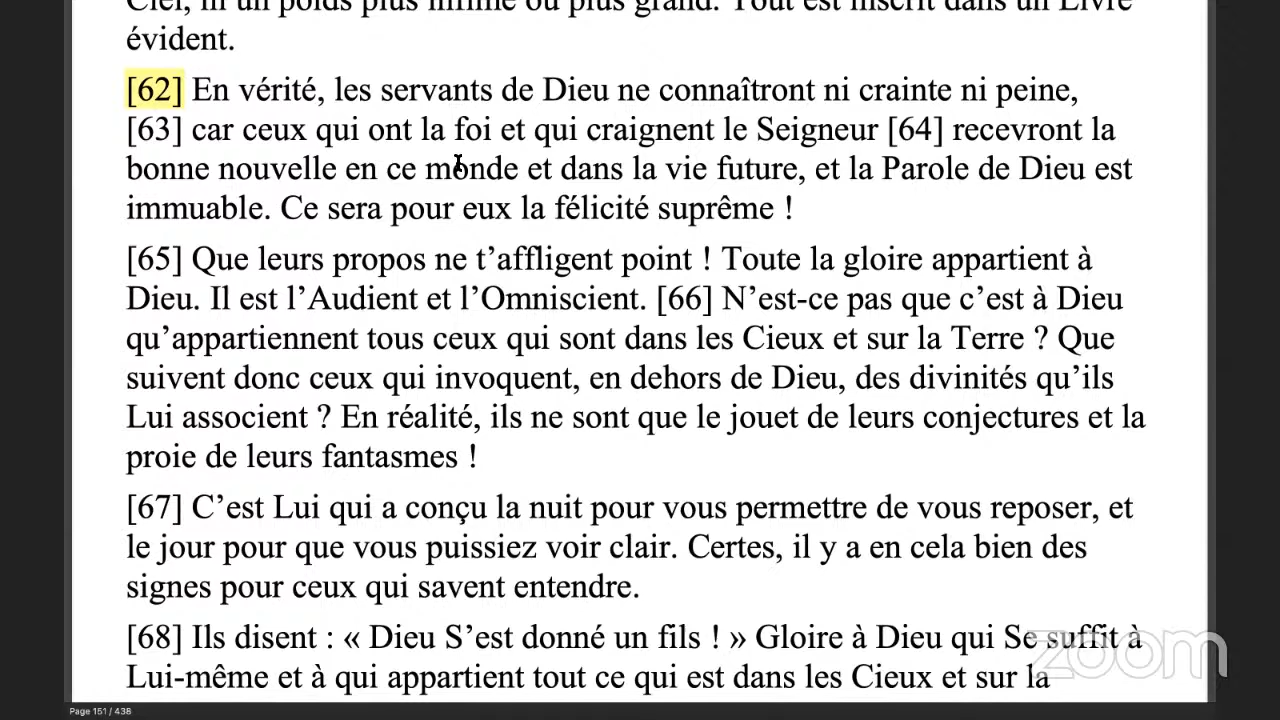 Ciel, ni un poids plus infime ou plus grand. Tout est inscrit dans un Livre
évident.
[62] En vérité, les servants de Dieu ne connaîtront ni crainte ni peine,
[63] car ceux qui ont la foi et qui craignent le Seigneur [64] recevront la
bonne nouvelle en ce monde et dans la vie future, et la Parole de Dieu est
immuable. Ce sera pour eux la félicité suprême !
[65] Que leurs propos ne t’affligent point ! Toute la gloire appartient à
Dieu. Il est l’Audient et l’Omniscient. [66] N’est-ce pas que c’est à Dieu
qu’appartiennent tous ceux qui sont dans les Cieux et sur la Terre ? Que
suivent donc ceux qui invoquent, en dehors de Dieu, des divinités qu’ils
Lui associent ? En réalité, ils ne sont que le jouet de leurs conjectures et la
proie de leurs fantasmes !
[67] C’est Lui qui a conçu la nuit pour vous permettre de vous reposer, et
le jour pour que vous puissiez voir clair. Certes, il y a en cela bien des
signes pour ceux qui savent entendre.
[68] Ils disent : « Dieu S’est donné un fils ! » Gloire à Dieu qui Se suffit à
Lui-même et à qui appartient tout ce qui est dans les Cieux et sur la
zoom
Page 151 / 438